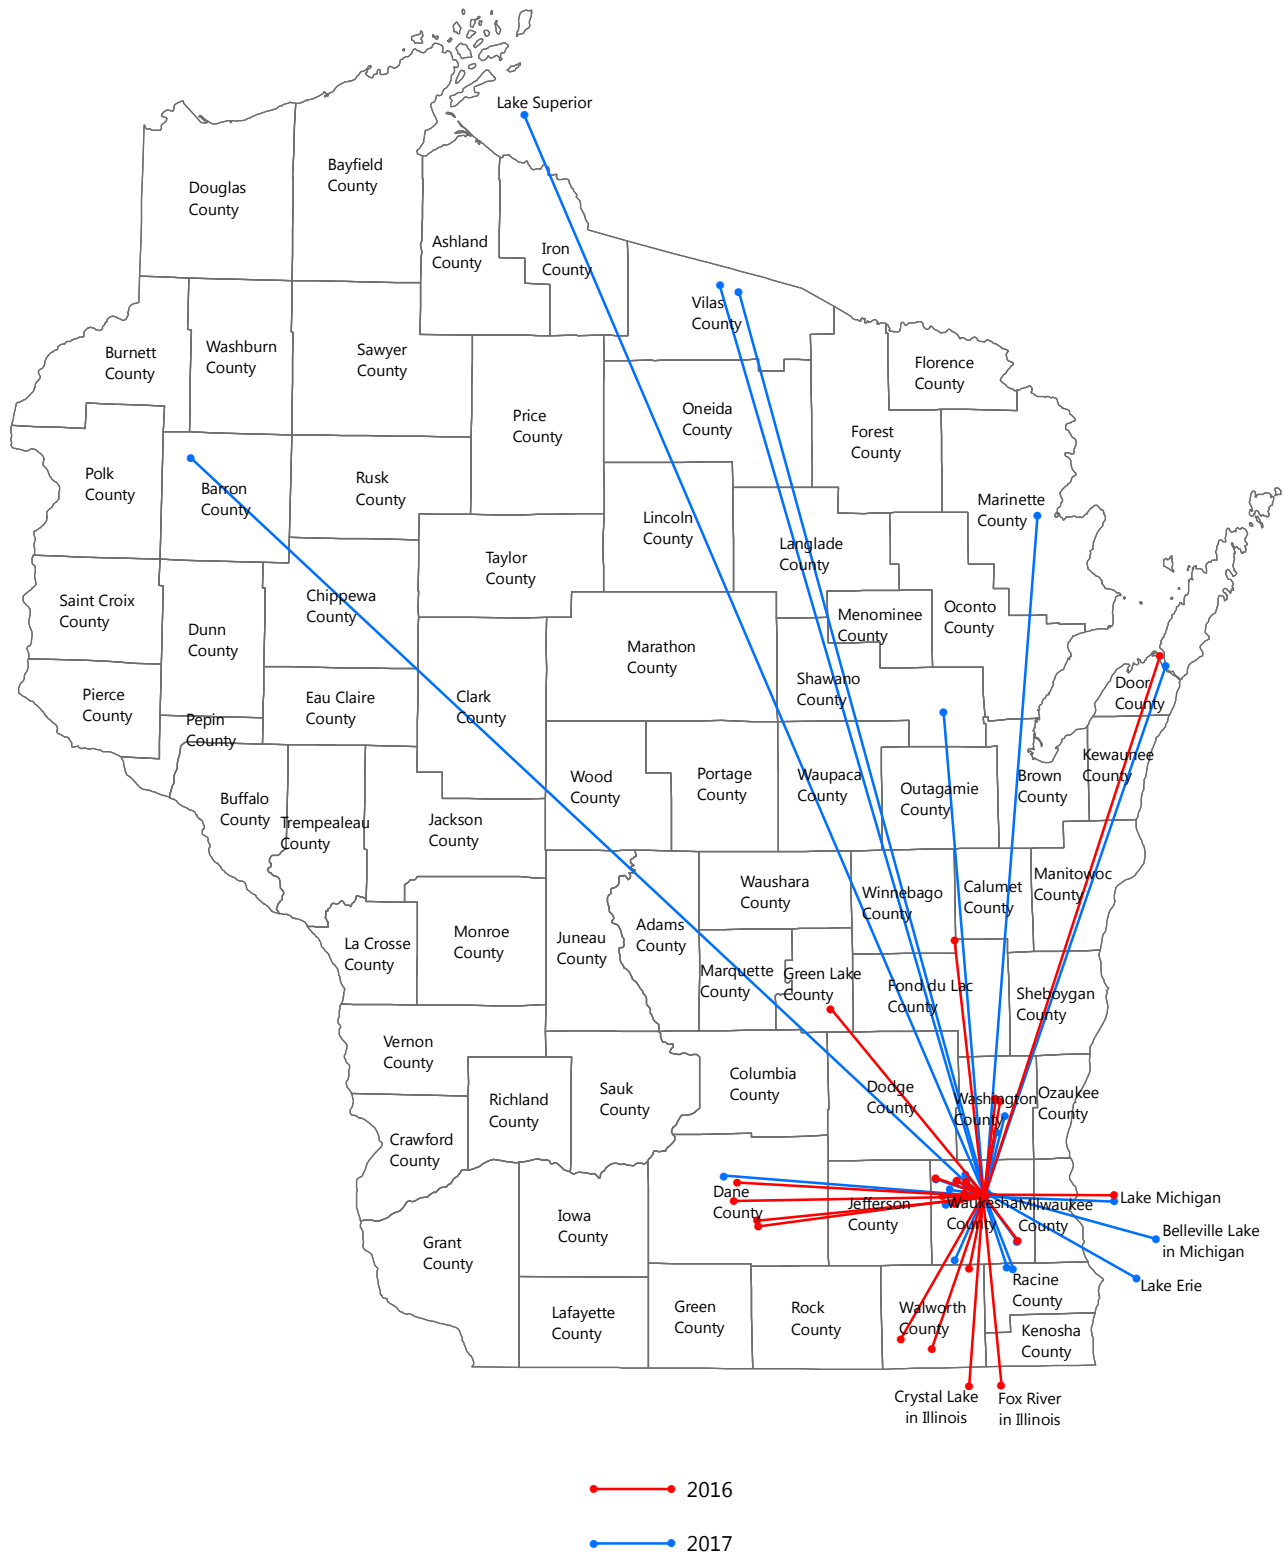 Lake Superior
Bayfield
County
Douglas
County
Ashland
County
Iron
County
Vilas
County
Burnett
County
Washburn
County
Sawyer
County
Florence
County
Price
County
Oneida
County
Forest
County
Polk
County
Barron
County
Rusk
County
Marinette
County
Lincoln
County
Langlade
County
Taylor
County
Saint Croix
County
Chippewa
County
Dunn
County
Menominee
County
Oconto
County
Marathon
County
Shawano
County
Door
County
Pierce
County
Eau Claire
County
Clark
County
Pepin
County
Wood
County
Portage
County
Waupaca
County
Outagamie
County
Brown
County
Kewaunee
County
Buffalo
County
Trempealeau
County
Jackson
County
Waushara
County
Winnebago
County
Calumet
County
Manitowoc
County
La Crosse
County
Monroe
County
Juneau
County
Adams
County
Marquette
County
Green Lake
County
Fond du Lac
County
Sheboygan
County
Vernon
County
Richland
County
Sauk
County
Columbia
County
Dodge
County
Washington
County
Ozaukee
County
Crawford
County
Iowa
County
Dane
County
Jefferson
County
Waukesha
County
Milwaukee
County
Lake Michigan
Belleville Lake
in Michigan
Lake Erie
Grant
County
Lafayette
County
Green
County
Rock
County
Walworth
County
Racine
County
Kenosha
County
Crystal Lake
in Illinois
Fox River
in Illinois
2016
2017